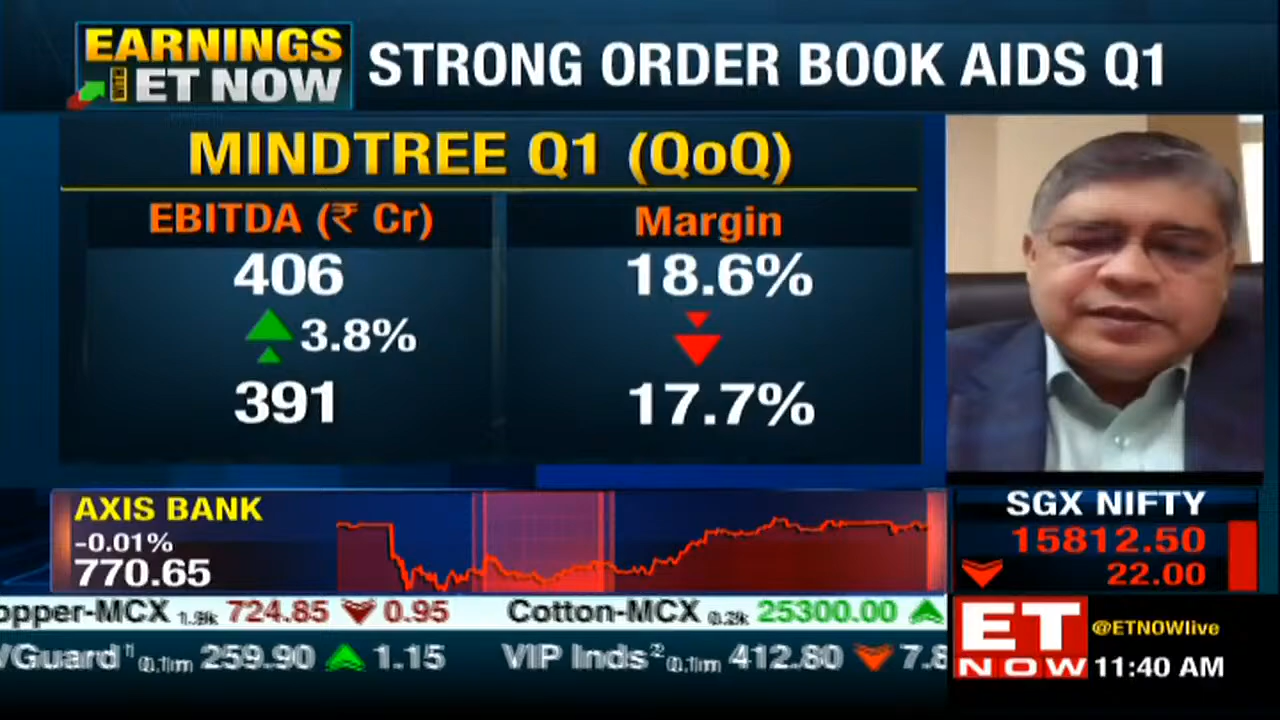 EARNINGS
ET NOW
STRONG ORDER BOOK AIDS Q1
MINDTREE Q1 (QoQ)
EBITDA (₹ Cr)
Margin
406
18.6%
3.8%
391
17.7%
AXIS BANK
-0.01%
770.65
SGX NIFTY
15812.50
22.00
opper-MCX 724.85 0.95 Cotton-MCX 25300.00
VGuard 259.90 1.15 VIP Inds 412.80 7.8
ET
NOW
@ETNOWlive
11:40 AM